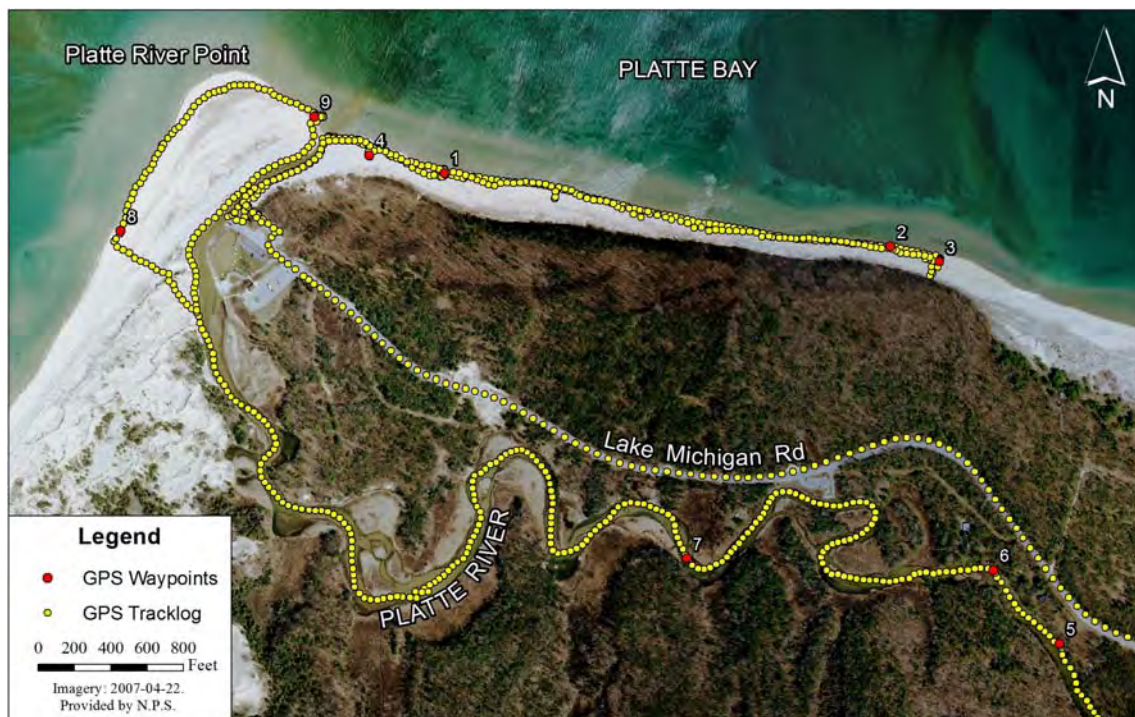 Platte River Point
PLATTE BAY
N
9
4
1
8
2
3
Lake Michigan Rd
PLATTE RIVER
7
6
5
Legend
GPS Waypoints
GPS Tracklog
0 200 400 600 800
Feet
Imagery: 2007-04-22.
Provided by N.P.S.